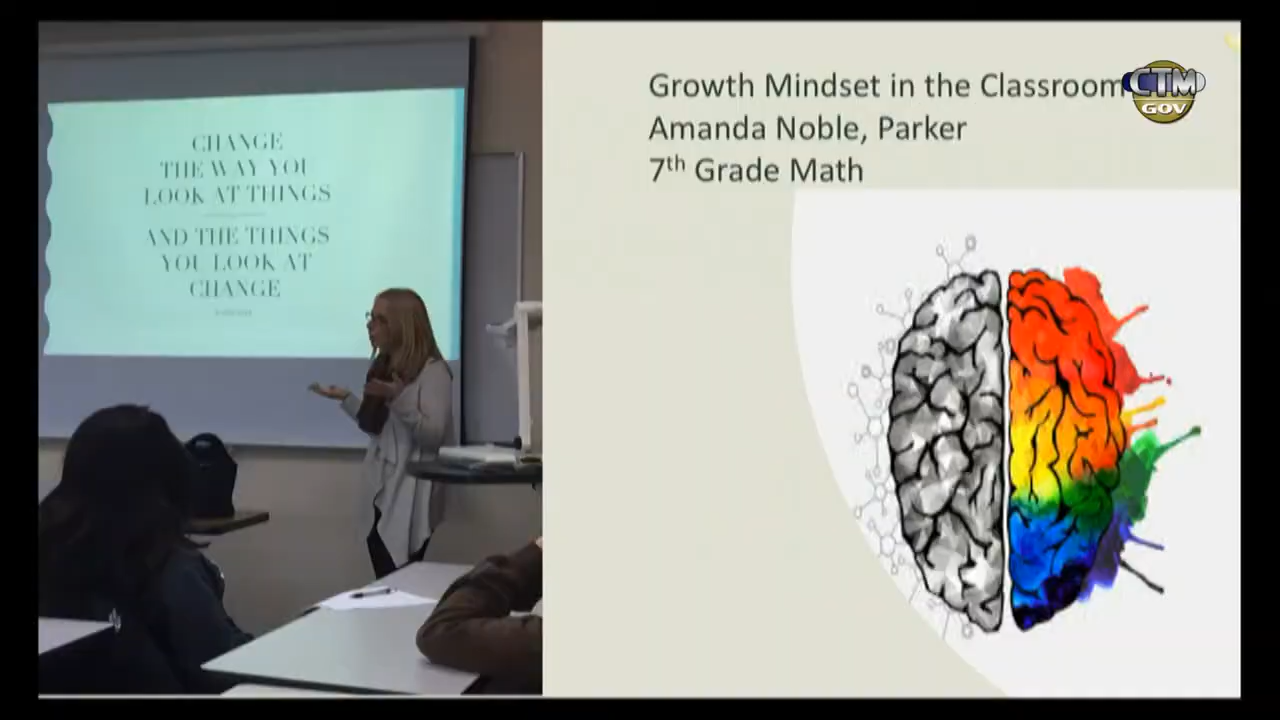 CHANGE
THE WAY YOU
LOOK AT THINGS
AND THE THINGS
YOU LOOK AT
CHANGE
Growth Mindset in the Classroom
Amanda Noble, Parker
7th Grade Math
CTM
GOV